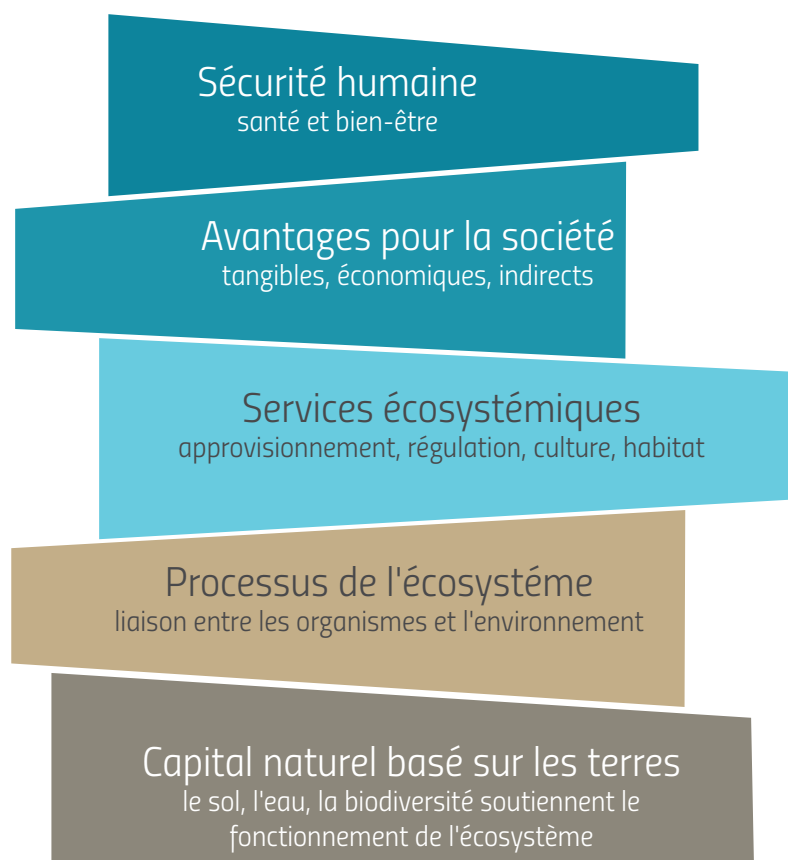 Sécurité humaine
santé et bien-être
Avantages pour la société
tangibles, économiques, indirects
Services écosystémiques
approvisionnement, régulation, culture, habitat
Processus de l'écosystéme
liaison entre les organismes et l'environnement
Capital naturel basé sur les terres
le sol, l'eau, la biodiversité soutiennent le
fonctionnement de l'écosystème